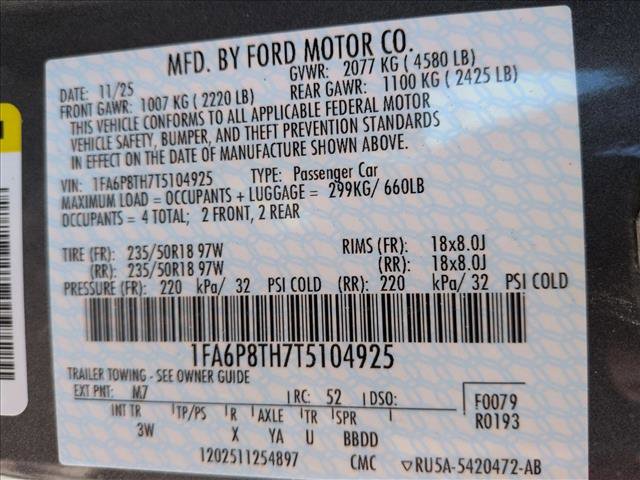 MFD. BY FORD MOTOR CO.
DATE: 11/25 GVWR: 2077 KG ( 4580 LB)
FRONT GAWR: 1007 KG ( 2220 LB) REAR GAWR: 1100 KG ( 2425 LB)
THIS VEHICLE CONFORMS TO ALL APPLICABLE FEDERAL MOTOR
VEHICLE SAFETY, BUMPER, AND THEFT PREVENTION STANDARDS
IN EFFECT ON THE DATE OF MANUFACTURE SHOWN ABOVE.
VIN: 1FA6P8TH7T5104925 TYPE: Passenger Car
MAXIMUM LOAD = OCCUPANTS + LUGGAGE = 299KG/ 660LB
OCCUPANTS = 4 TOTAL; 2 FRONT, 2 REAR
TIRE (FR): 235/50R18 97W RIMS (FR): 18x8.0J
(RR): 235/50R18 97W (RR): 18x8.0J
PRESSURE (FR): 220 kPa/ 32 PSI COLD (RR): 220 kPa/ 32 PSI COLD
1FA6P8TH7T5104925
TRAILER TOWING - SEE OWNER GUIDE
EXT PNT: M7 RC: 52 DSO: F0079
INT TR TP/PS R AXLE TR SPR R0193
3W X YA U BBDD
1202511254897 CMC ▽RU5A-5420472-AB